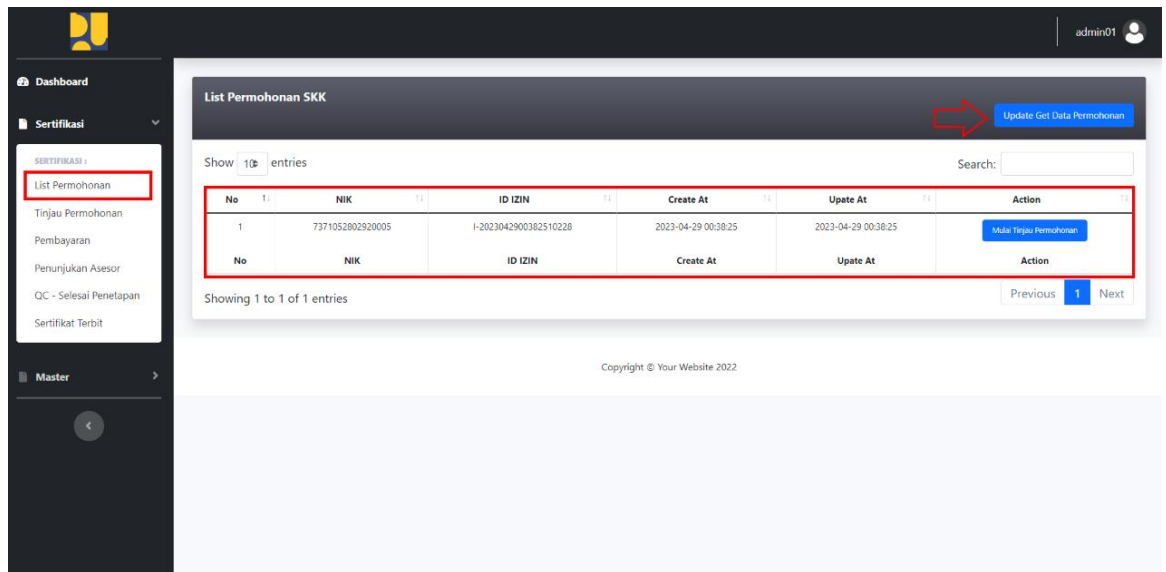 admin01
Dashboard
Sertifikasi
SERTIFIKASI :
List Permohonan
Tinjau Permohonan
Pembayaran
Penunjukan Asesor
QC - Selesai Penetapan
Sertifikat Terbit
Master
List Permohonan SKK
Update Get Data Permohonan
Show 10 entries Search:
No NIK ID IZIN Create At Upate At Action
1 7371052802920005 I-2023042900382510228 2023-04-29 00:38:25 2023-04-29 00:38:25 Mulai Tinjau Permohonan
No NIK ID IZIN Create At Upate At Action
Showing 1 to 1 of 1 entries Previous 1 Next
Copyright © Your Website 2022